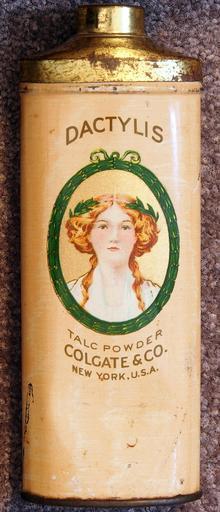 DACTYLIS
TALC POWDER
COLGATE & CO.
NEW YORK, U.S.A.